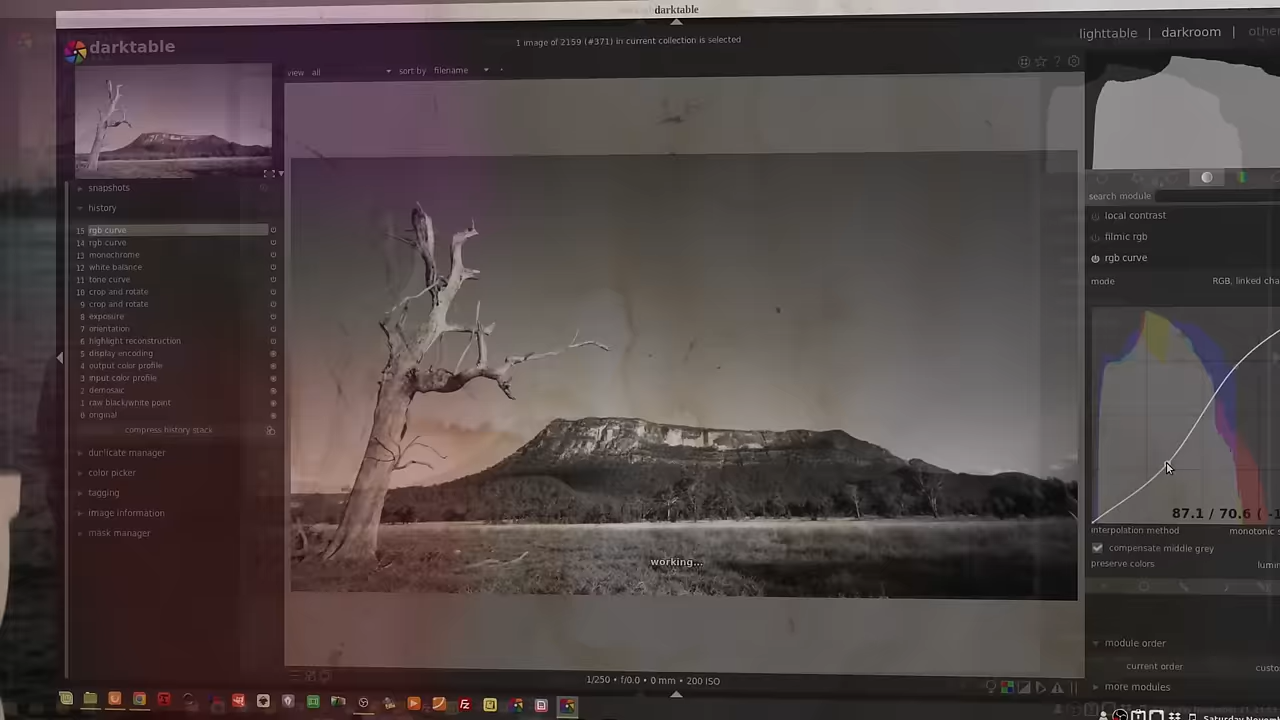 darktable
darktable
1 image of 2159 (#371) in current collection is selected
lighttable | darkroom | other
view all sort by filename
snapshots
history
15 rgb curve
14 rgb curve
13 monochrome
12 white balance
11 tone curve
10 crop and rotate
9 crop and rotate
8 exposure
7 orientation
6 highlight reconstruction
5 display encoding
4 output color profile
3 input color profile
2 demosaic
1 raw black/white point
0 original
compress history stack
duplicate manager
color picker
tagging
image information
mask manager
working...
1/250 • f/0.0 • 0 mm • 200 ISO
search module
local contrast
filmic rgb
rgb curve
mode RGB, linked cha
87.1 / 70.6 ( -1
interpolation method monotonic s
compensate middle grey
preserve colors lumi
module order
current order custo
more modules